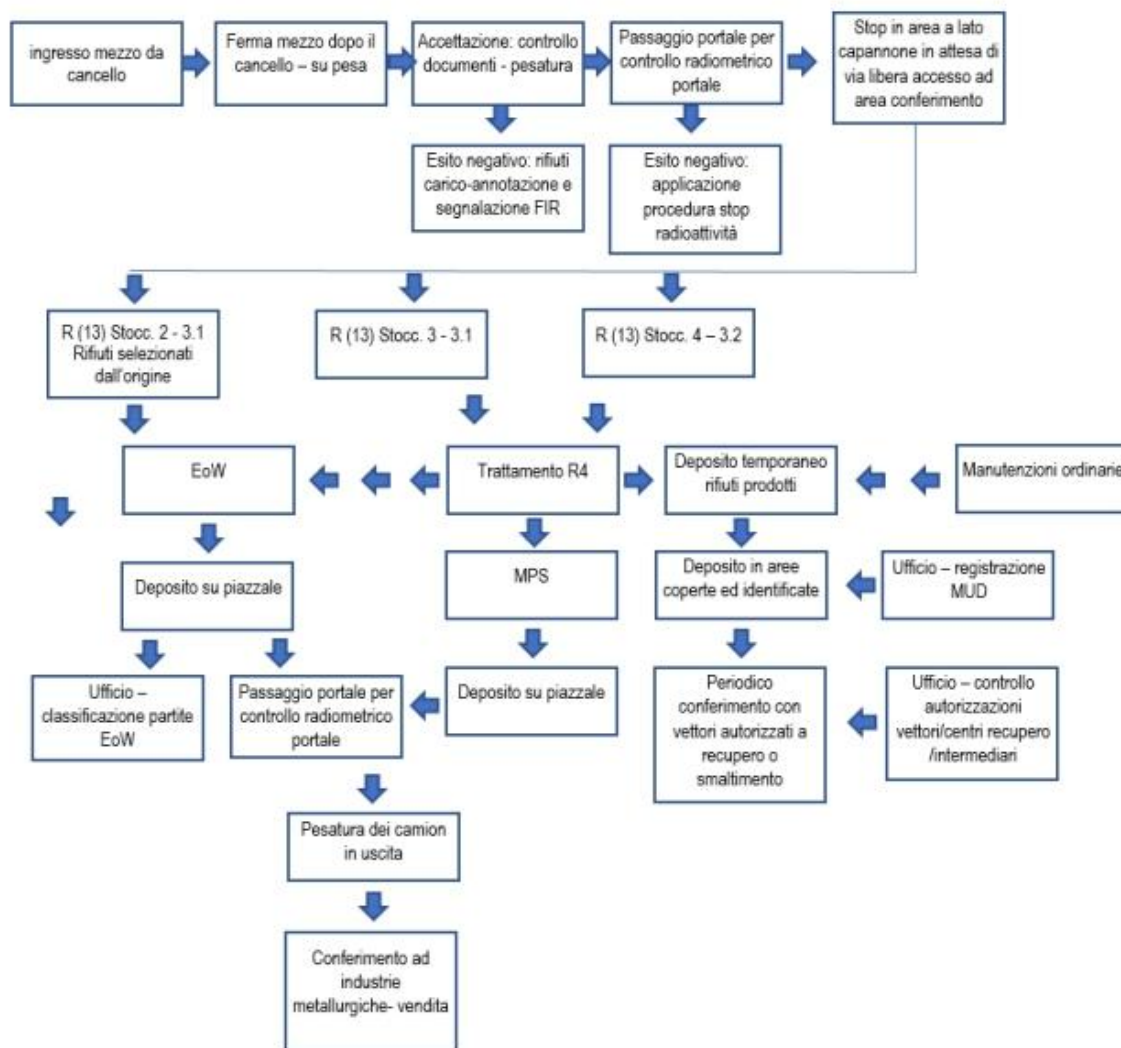 ingresso mezzo da
cancello
Ferma mezzo dopo il
cancello – su pesa
Accettazione: controllo
documenti - pesatura
Passaggio portale per
controllo radiometrico
portale
Stop in area a lato
capannone in attesa di
via libera accesso ad
area conferimento
Esito negativo: rifiuti
carico-annotazione e
segnalazione FIR
Esito negativo:
applicazione
procedura stop
radioattività
R (13) Stocc. 2 - 3.1
Rifiuti selezionati
dall'origine
R (13) Stocc. 3 - 3.1
R (13) Stocc. 4 – 3.2
EoW
Trattamento R4
Deposito temporaneo
rifiuti prodotti
Manutenzioni ordinarie
Deposito su piazzale
MPS
Deposito in aree
coperte ed identificate
Ufficio – registrazione
MUD
Ufficio –
classificazione partite
EoW
Passaggio portale per
controllo radiometrico
portale
Deposito su piazzale
Periodico
conferimento con
vettori autorizzati a
recupero o
smaltimento
Ufficio – controllo
autorizzazioni
vettori/centri recupero
/intermediari
Pesatura dei camion
in uscita
Conferimento ad
industrie
metallurgiche- vendita